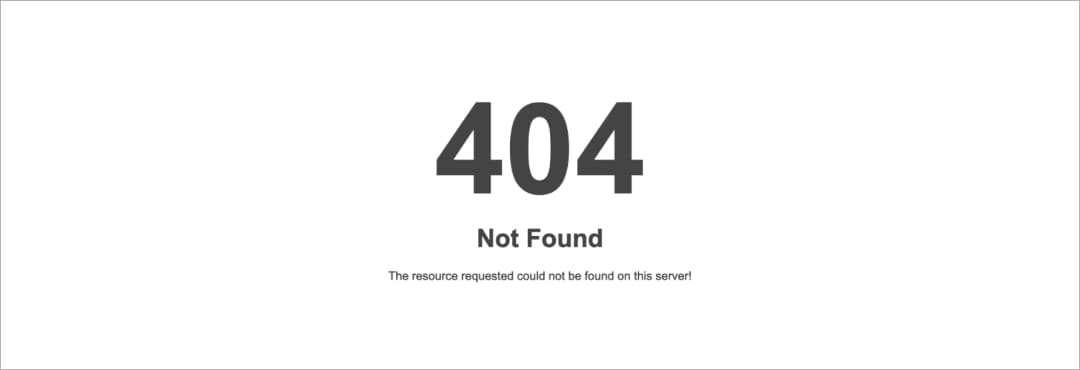 404
Not Found
The resource requested could not be found on this server!